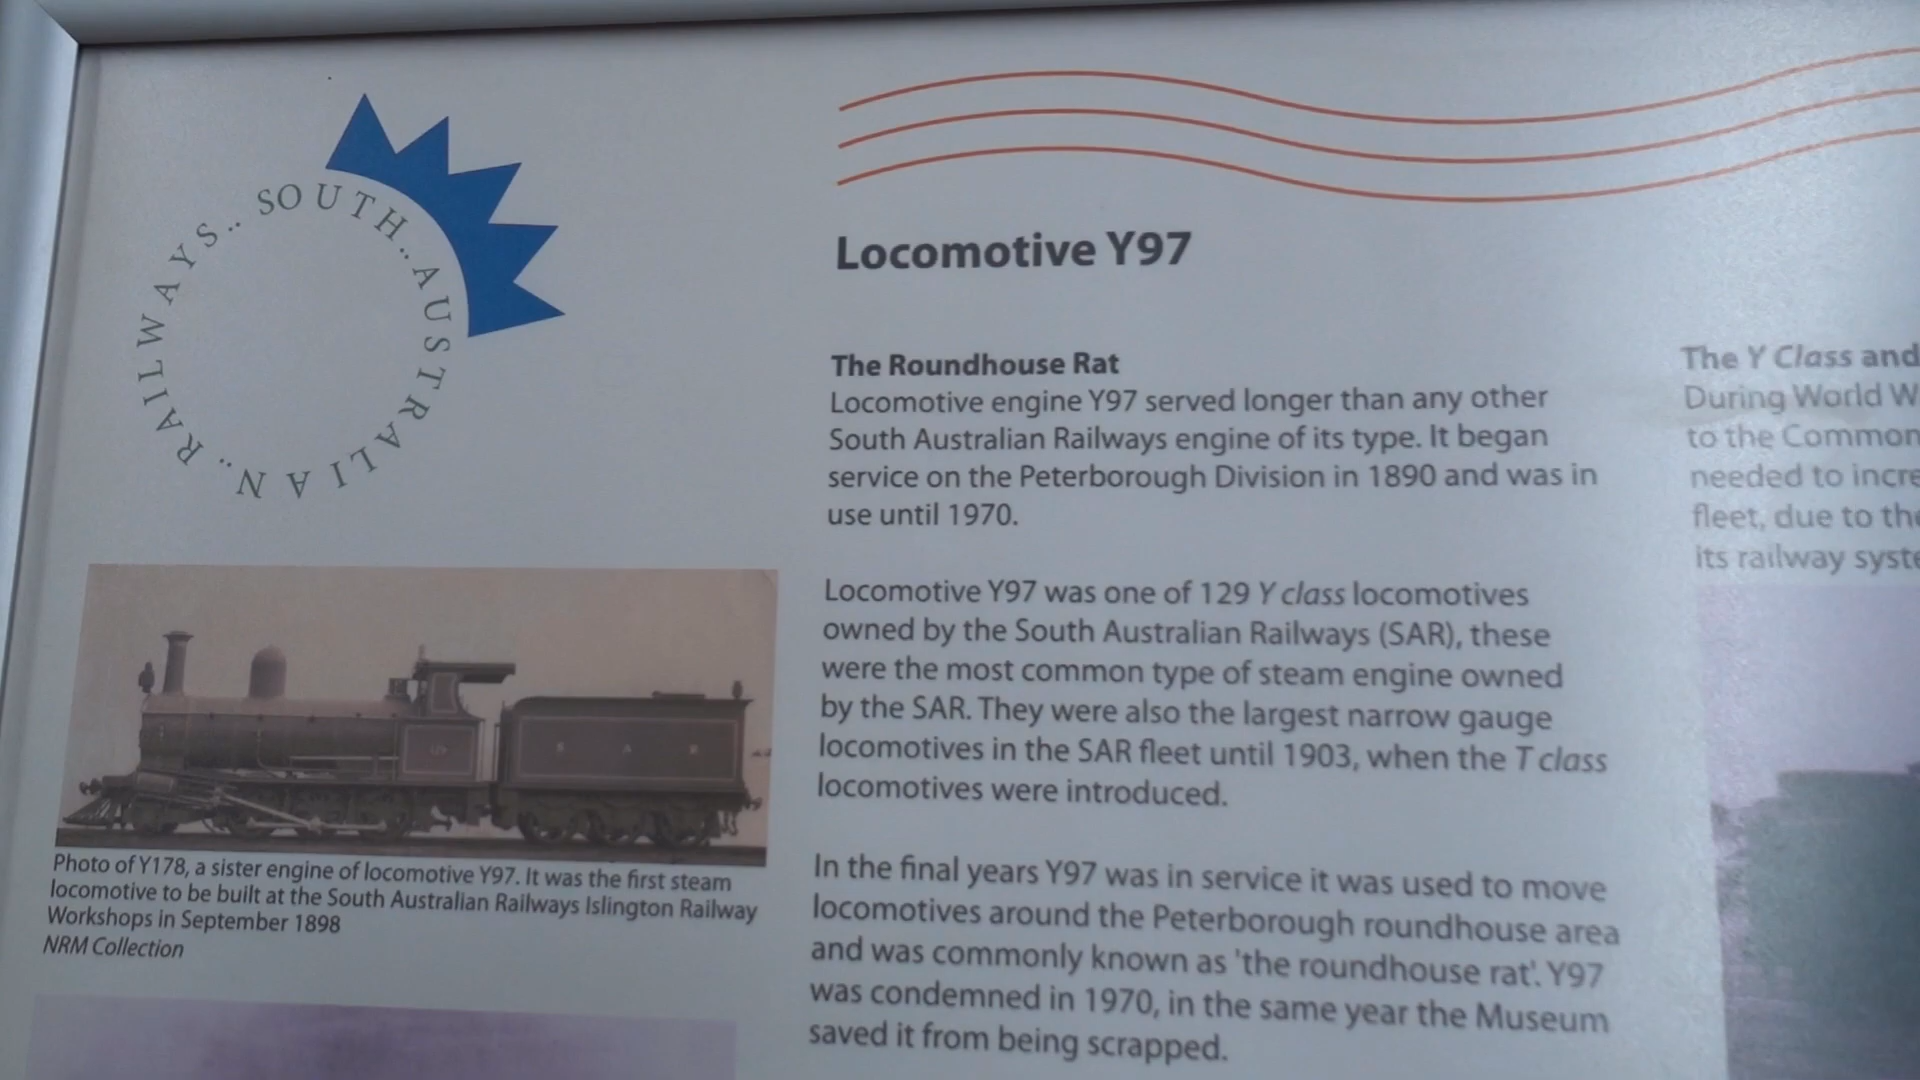 SOUTH.. AUSTRALIAN.. RAILWAYS..
Locomotive Y97
The Roundhouse Rat
Locomotive engine Y97 served longer than any other
South Australian Railways engine of its type. It began
service on the Peterborough Division in 1890 and was in
use until 1970.
Locomotive Y97 was one of 129 Y class locomotives
owned by the South Australian Railways (SAR), these
were the most common type of steam engine owned
by the SAR. They were also the largest narrow gauge
locomotives in the SAR fleet until 1903, when the T class
locomotives were introduced.
In the final years Y97 was in service it was used to move
locomotives around the Peterborough roundhouse area
and was commonly known as 'the roundhouse rat'. Y97
was condemned in 1970, in the same year the Museum
saved it from being scrapped.
S A R
Photo of Y178, a sister engine of locomotive Y97. It was the first steam
locomotive to be built at the South Australian Railways Islington Railway
Workshops in September 1898
NRM Collection
The Y Class and
During World W
to the Common
needed to incre
fleet, due to the
its railway syste